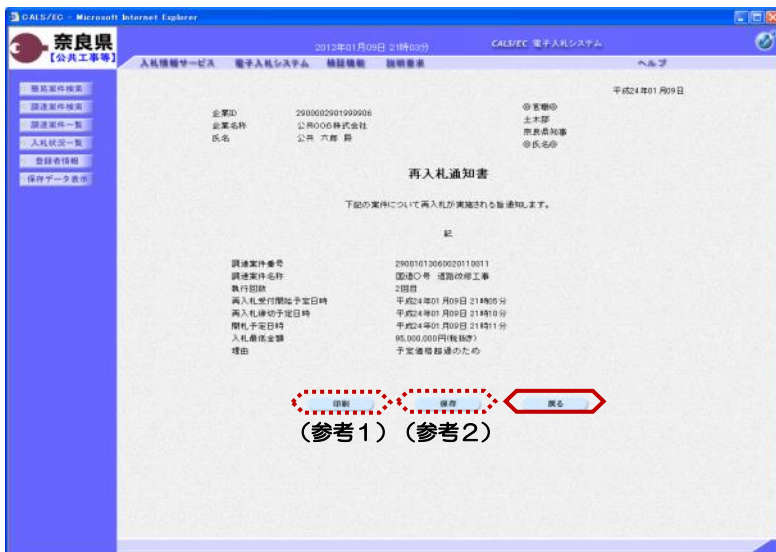 CALS/EC - Microsoft Internet Explorer
奈良県
【公共工事等】
2012年01月09日 21時03分
CALS/EC 電子入札システム
入札情報サービス 電子入札システム 検証機能 説明要求 ヘルプ
簡易案件検索
調達案件検索
調達案件一覧
入札状況一覧
登録者情報
保存データ表示
平成24年01月09日
企業ID 2900002901999906
企業名称 公共006株式会社
氏名 公共 六郎 殿
@官職@
土木部
奈良県知事
@氏名@
再入札通知書
下記の案件について再入札が実施される旨通知します。
記
調達案件番号 29001013060020110011
調達案件名称 国道○号 道路改修工事
執行回数 2回目
再入札受付開始予定日時 平成24年01月09日 21時05分
再入札締切予定日時 平成24年01月09日 21時10分
開札予定日時 平成24年01月09日 21時11分
入札最低金額 95,000,000円(税抜き)
理由 予定価格超過のため
印刷 保存 戻る
(参考1) (参考2)